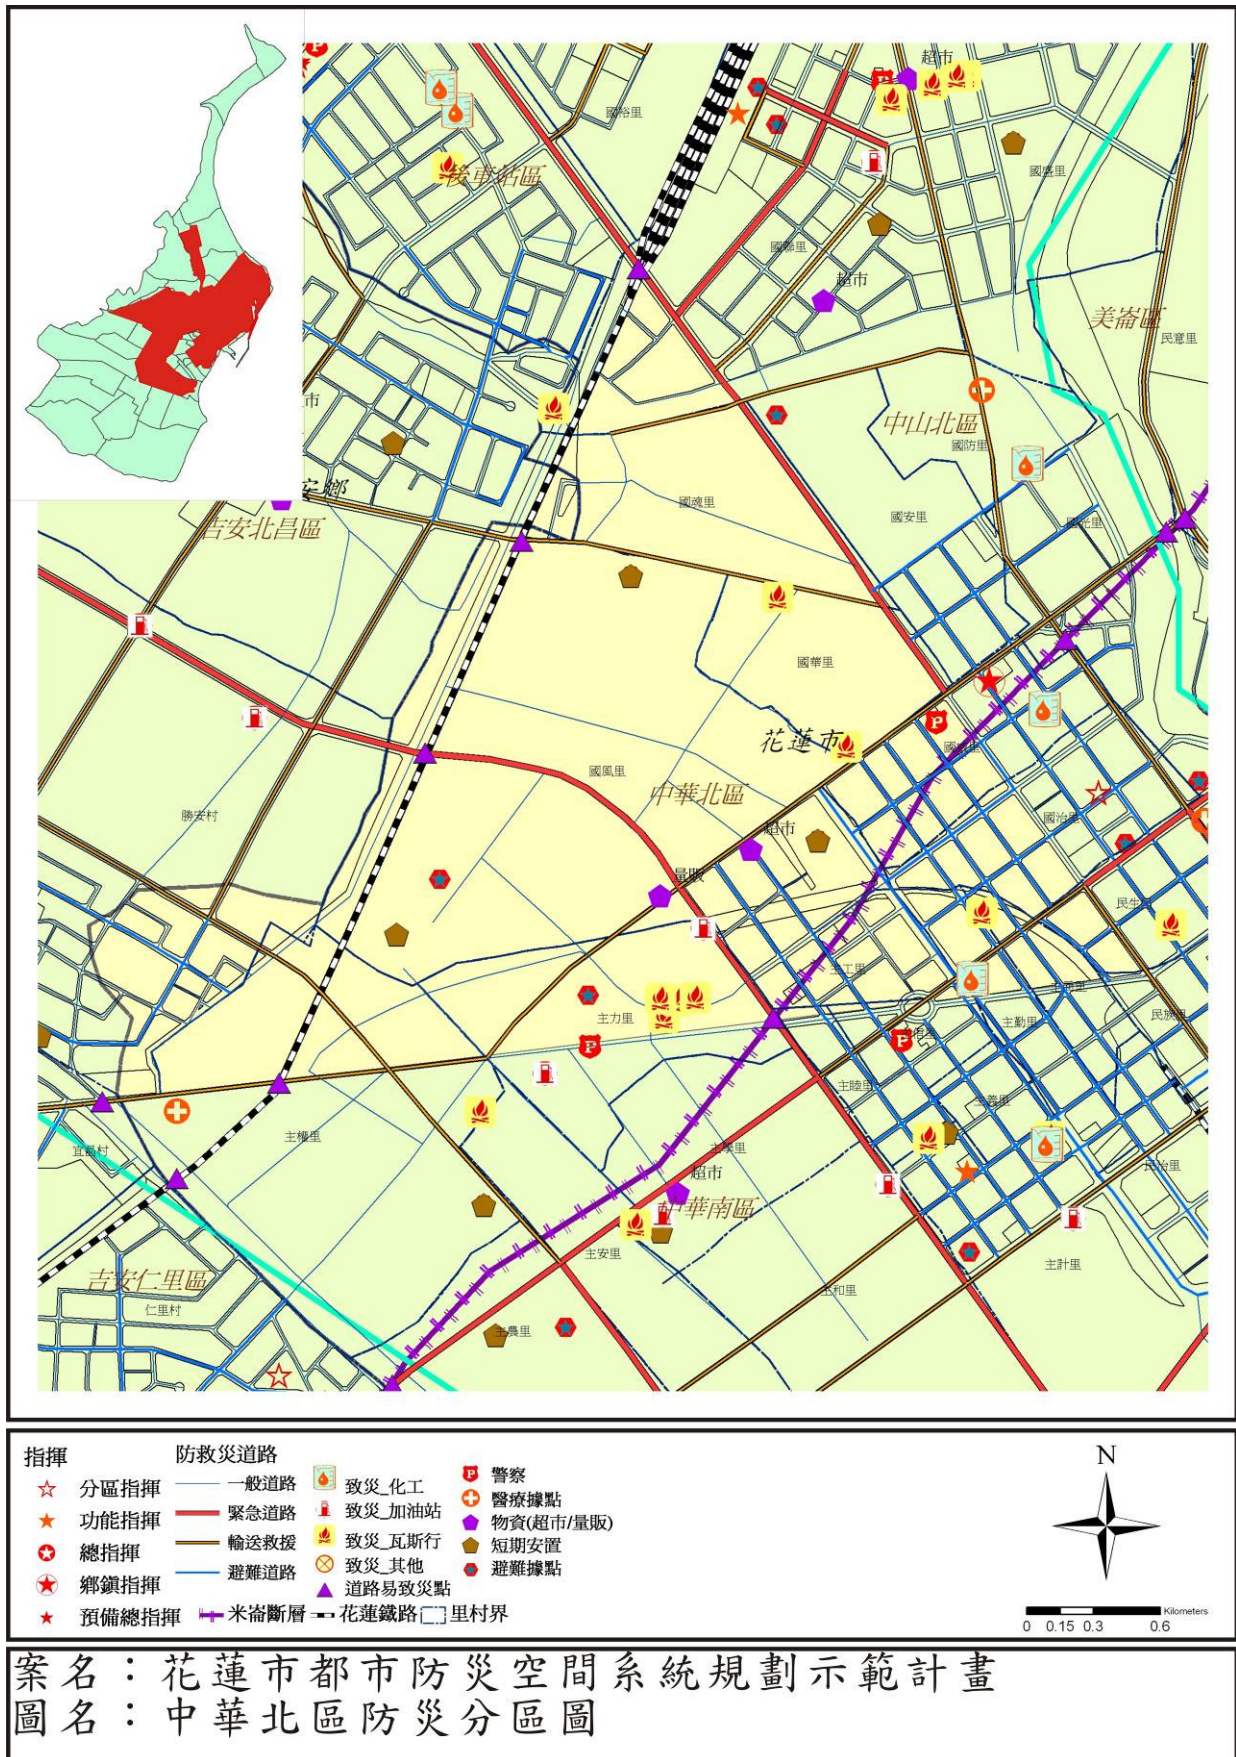 超市
國裕里
後車站區
國盛里
國聯里
超市
美崙區
民意里
市
中山北區
國防里
安鄉
國魂里
國安里
國光里
吉安北昌區
國華里
花蓮市
國風里
中華北區
勝安村
超市
國治里
量販
民生里
主工里
主力里
主勤里
民族里
主睦里
主義里
主權里
宜昌村
主學里
民治里
超市
中華南區
主安里
主計里
吉安仁里區
主和里
仁里村
主農里
指揮
分區指揮
功能指揮
總指揮
鄉鎮指揮
預備總指揮
防救災道路
一般道路
緊急道路
輸送救援
避難道路
米崙斷層
花蓮鐵路
里村界
致災_化工
致災_加油站
致災_瓦斯行
致災_其他
道路易致災點
警察
醫療據點
物資(超市/量販)
短期安置
避難據點
N
Kilometers
0 0.15 0.3 0.6
案名：花蓮市都市防災空間系統規劃示範計畫
圖名：中華北區防災分區圖